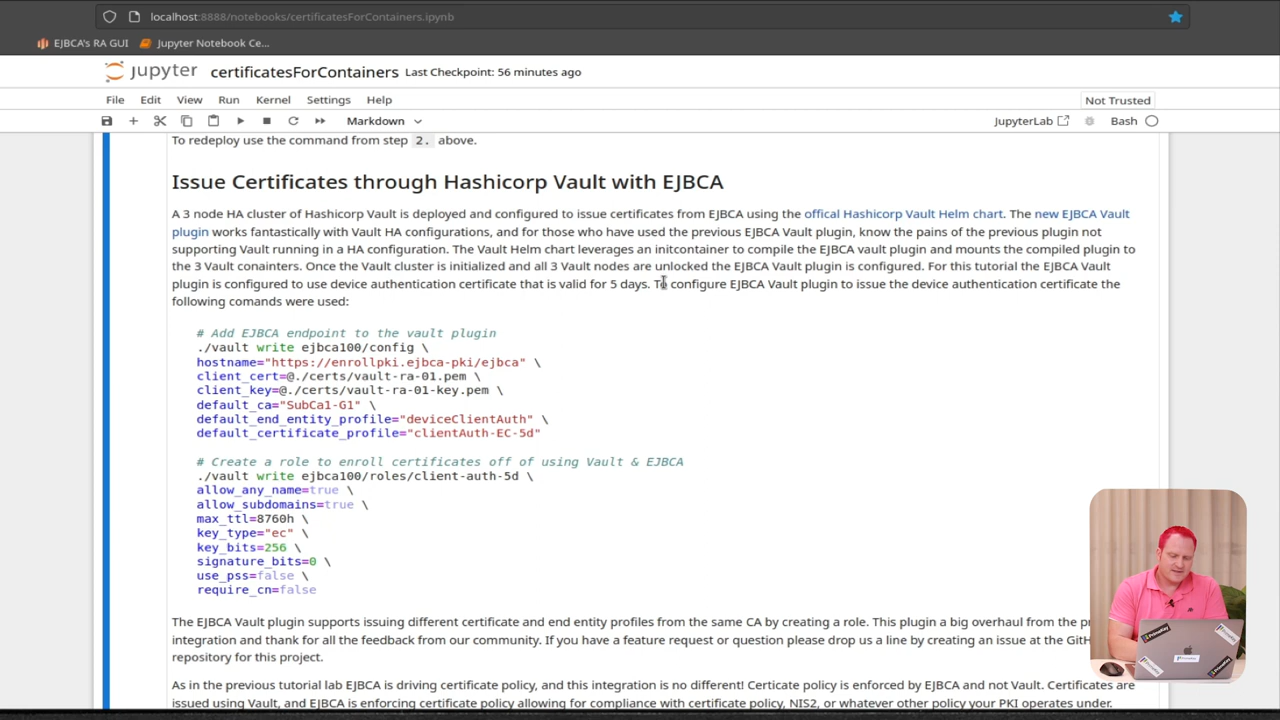 localhost:8888/notebooks/certificatesForContainers.ipynb
EJBCA's RA GUI Jupyter Notebook Ce...
jupyter certificatesForContainers Last Checkpoint: 56 minutes ago
File Edit View Run Kernel Settings Help Not Trusted
Markdown JupyterLab Bash
To redeploy use the command from step 2. above.
Issue Certificates through Hashicorp Vault with EJBCA
A 3 node HA cluster of Hashicorp Vault is deployed and configured to issue certificates from EJBCA using the offical Hashicorp Vault Helm chart. The new EJBCA Vault
plugin works fantastically with Vault HA configurations, and for those who have used the previous EJBCA Vault plugin, know the pains of the previous plugin not
supporting Vault running in a HA configuration. The Vault Helm chart leverages an initcontainer to compile the EJBCA vault plugin and mounts the compiled plugin to
the 3 Vault conainters. Once the Vault cluster is initialized and all 3 Vault nodes are unlocked the EJBCA Vault plugin is configured. For this tutorial the EJBCA Vault
plugin is configured to use device authentication certificate that is valid for 5 days. To configure EJBCA Vault plugin to issue the device authentication certificate the
following comands were used:
# Add EJBCA endpoint to the vault plugin
./vault write ejbca100/config \
hostname="https://enrollpki.ejbca-pki/ejbca" \
client_cert=@./certs/vault-ra-01.pem \
client_key=@./certs/vault-ra-01-key.pem \
default_ca="SubCa1-G1" \
default_end_entity_profile="deviceClientAuth" \
default_certificate_profile="clientAuth-EC-5d"
# Create a role to enroll certificates off of using Vault & EJBCA
./vault write ejbca100/roles/client-auth-5d \
allow_any_name=true \
allow_subdomains=true \
max_ttl=8760h \
key_type="ec" \
key_bits=256 \
signature_bits=0 \
use_pss=false \
require_cn=false
The EJBCA Vault plugin supports issuing different certificate and end entity profiles from the same CA by creating a role. This plugin a big overhaul from the
integration and thank for all the feedback from our community. If you have a feature request or question please drop us a line by creating an issue at the
repository for this project.
As in the previous tutorial lab EJBCA is driving certificate policy, and this integration is no different! Certicate policy is enforced by EJBCA and not Vault. Certificates are
issued using Vault, and EJBCA is enforcing certificate policy allowing for compliance with certificate policy, NIS2, or whatever other policy your PKI operates under.